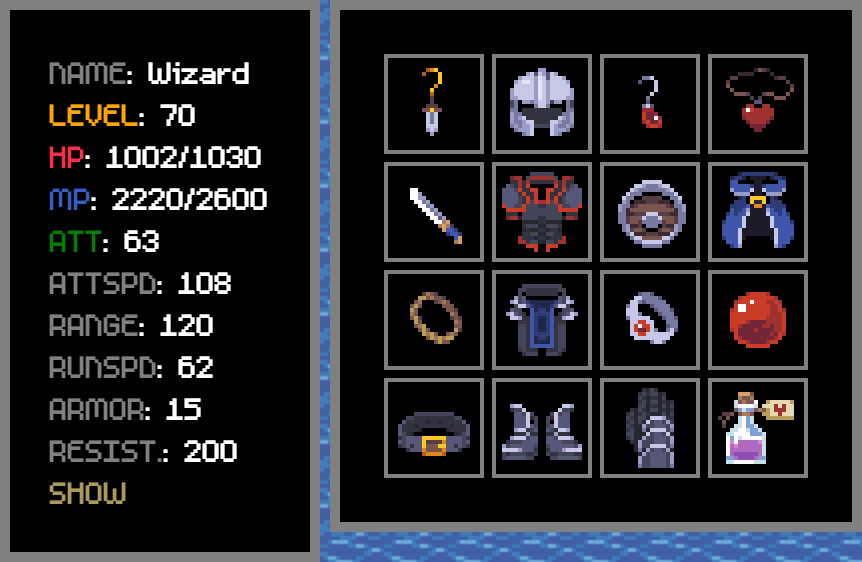 NAME: Wizard
LEVEL: 70
HP: 1002/1030
MP: 2220/2600
ATT: 63
ATTSPD: 108
RANGE: 120
RUNSPD: 62
ARMOR: 15
RESIST.: 200
SHOW